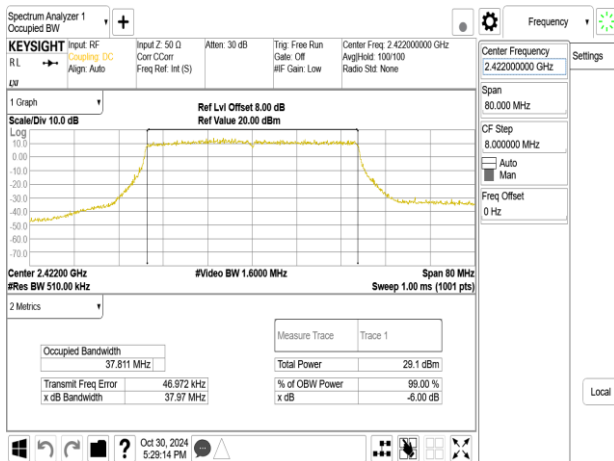 Spectrum Analyzer 1
Occupied BW
+
Frequency
KEYSIGHT
RL
LXI
Input: RF
Coupling: DC
Align: Auto
Input Z: 50 Ω
Corr CCorr
Freq Ref: Int (S)
Atten: 30 dB
Trig: Free Run
Gate: Off
#IF Gain: Low
Center Freq: 2.422000000 GHz
Avg|Hold: 100/100
Radio Std: None
Center Frequency
2.422000000 GHz
Settings
Span
80.000 MHz
CF Step
8.000000 MHz
Auto
Man
Freq Offset
0 Hz
Local
1 Graph
Scale/Div 10.0 dB
Ref Lvl Offset 8.00 dB
Ref Value 20.00 dBm
Log
10.0
0.00
-10.0
-20.0
-30.0
-40.0
-50.0
-60.0
-70.0
Center 2.42200 GHz
#Video BW 1.6000 MHz
Span 80 MHz
#Res BW 510.00 kHz
Sweep 1.00 ms (1001 pts)
2 Metrics
Measure Trace Trace 1
Occupied Bandwidth
37.811 MHz
Total Power 29.1 dBm
Transmit Freq Error 46.972 kHz
% of OBW Power 99.00 %
x dB Bandwidth 37.97 MHz
x dB -6.00 dB
?
Oct 30, 2024
5:29:14 PM